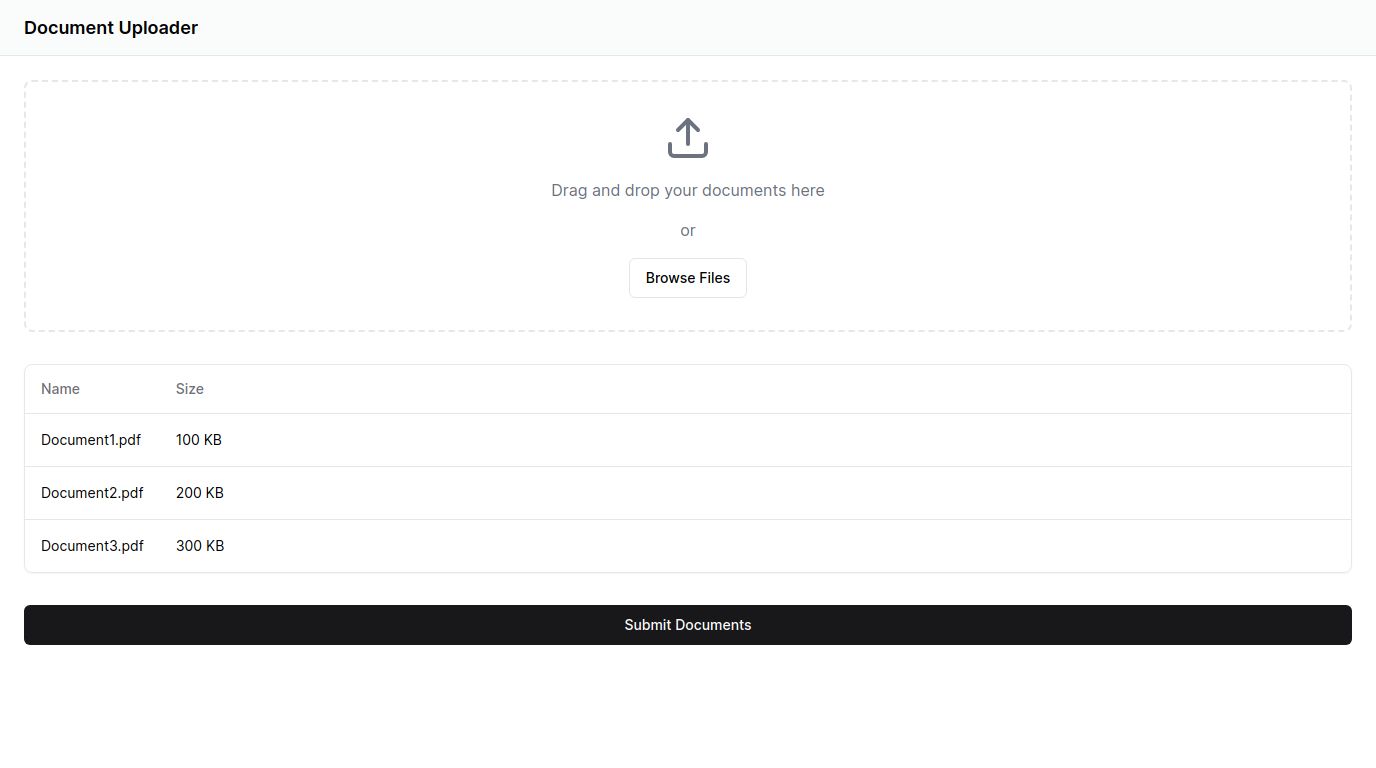 Document Uploader
Drag and drop your documents here
or
Browse Files
Name Size
Document1.pdf 100 KB
Document2.pdf 200 KB
Document3.pdf 300 KB
Submit Documents